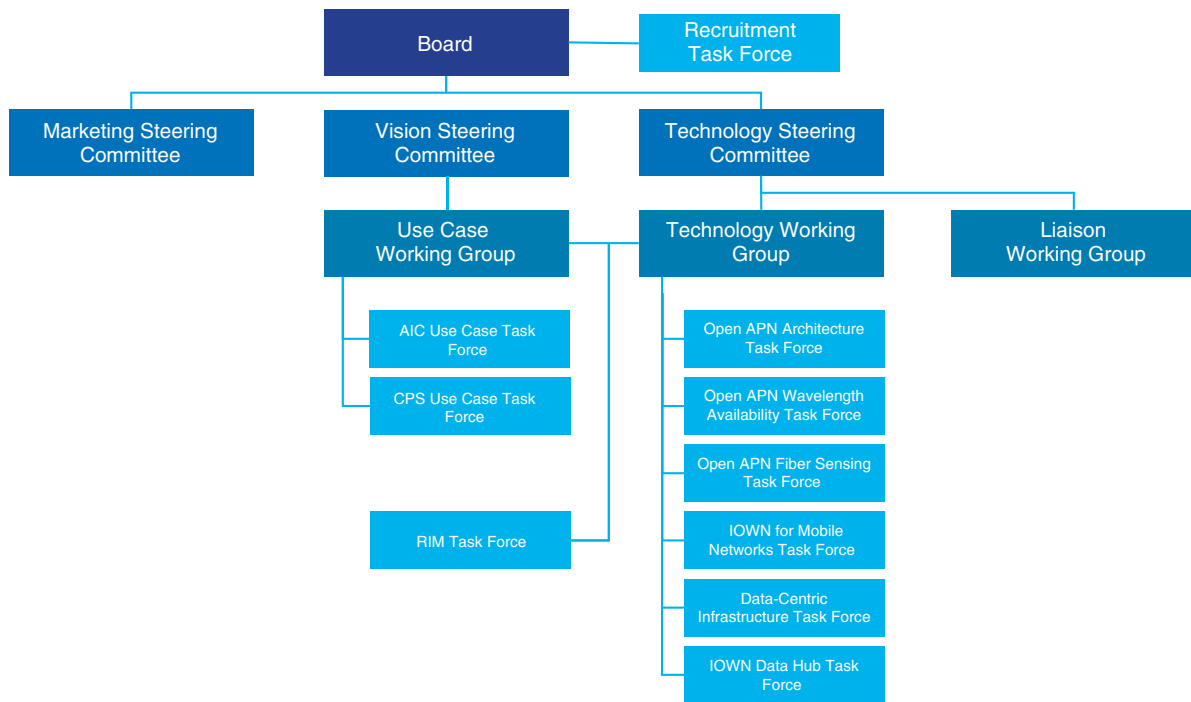 Board
Recruitment
Task Force
Marketing Steering
Committee
Vision Steering
Committee
Technology Steering
Committee
Use Case
Working Group
Technology Working
Group
Liaison
Working Group
AIC Use Case Task
Force
CPS Use Case Task
Force
RIM Task Force
Open APN Architecture
Task Force
Open APN Wavelength
Availability Task Force
Open APN Fiber Sensing
Task Force
IOWN for Mobile
Networks Task Force
Data-Centric
Infrastructure Task Force
IOWN Data Hub Task
Force